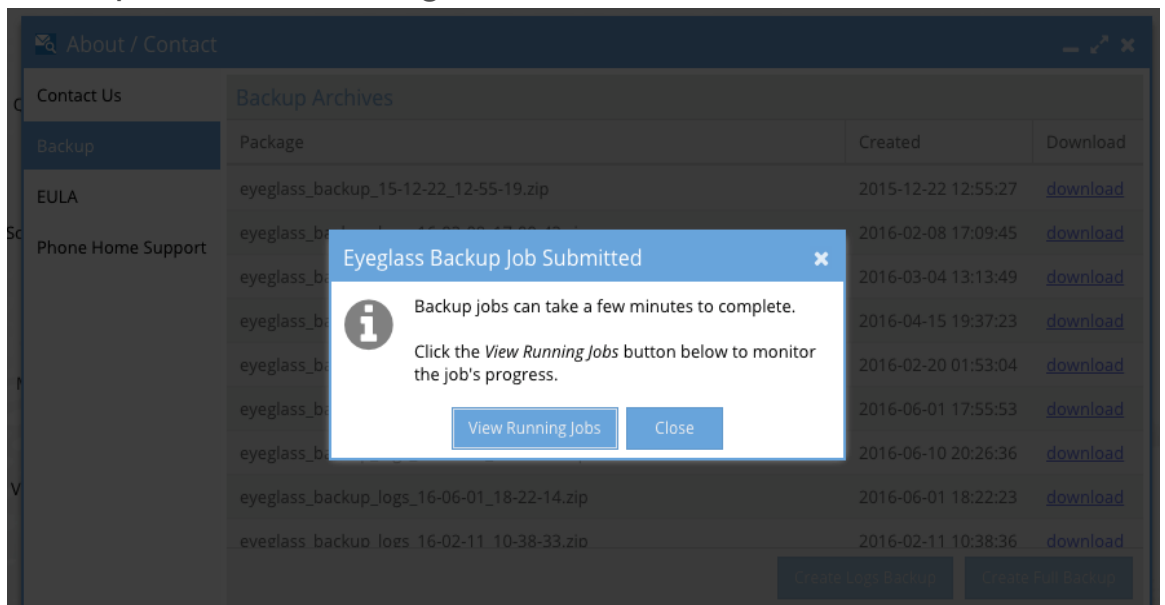 About / Contact
Contact Us
Backup
EULA
Phone Home Support
Backup Archives
Package Created Download
eyeglass_backup_15-12-22_12-55-19.zip 2015-12-22 12:55:27 download
2016-02-08 17:09:45 download
2016-03-04 13:13:49 download
2016-04-15 19:37:23 download
2016-02-20 01:53:04 download
2016-06-01 17:55:53 download
2016-06-10 20:26:36 download
eyeglass_backup_logs_16-06-01_18-22-14.zip 2016-06-01 18:22:23 download
eyeglass_backup_logs_16-02-11_10-38-33.zip 2016-02-11 10:38:36 download
Create Logs Backup Create Full Backup
Eyeglass Backup Job Submitted
Backup jobs can take a few minutes to complete.
Click the View Running Jobs button below to monitor
the job's progress.
View Running Jobs Close